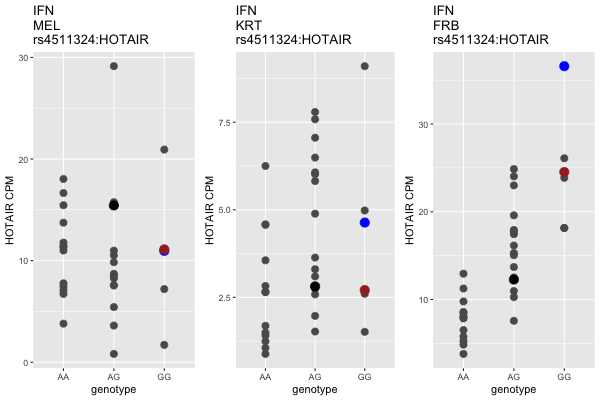 IFN
MEL
rs4511324:HOTAIR
HOTAIR CPM
30
20
10
0
AA AG GG
genotype
IFN
KRT
rs4511324:HOTAIR
HOTAIR CPM
7.5
5.0
2.5
AA AG GG
genotype
IFN
FRB
rs4511324:HOTAIR
HOTAIR CPM
30
20
10
AA AG GG
genotype